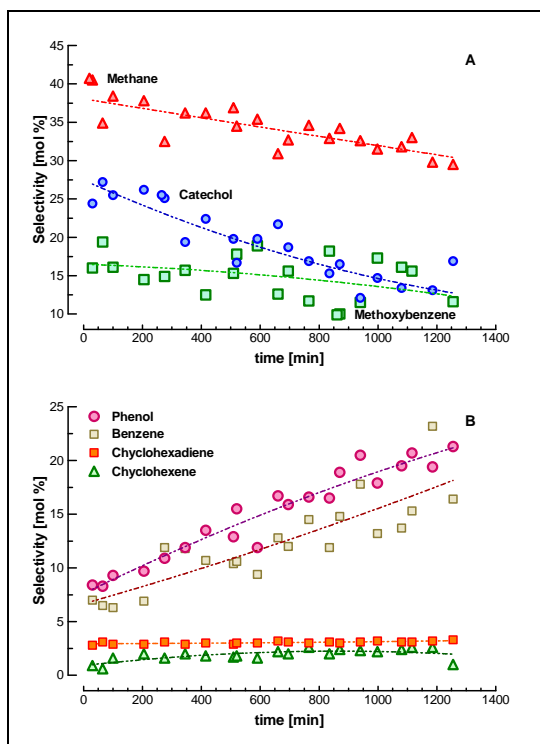 A
45
40
35
30
25
20
15
10
Selectivity [mol %]
Methane
Catechol
Methoxybenzene
0 200 400 600 800 1000 1200 1400
time [min]
B
25
20
15
10
5
0
Selectivity [mol %]
Phenol
Benzene
Chyclohexadiene
Chyclohexene
0 200 400 600 800 1000 1200 1400
time [min]